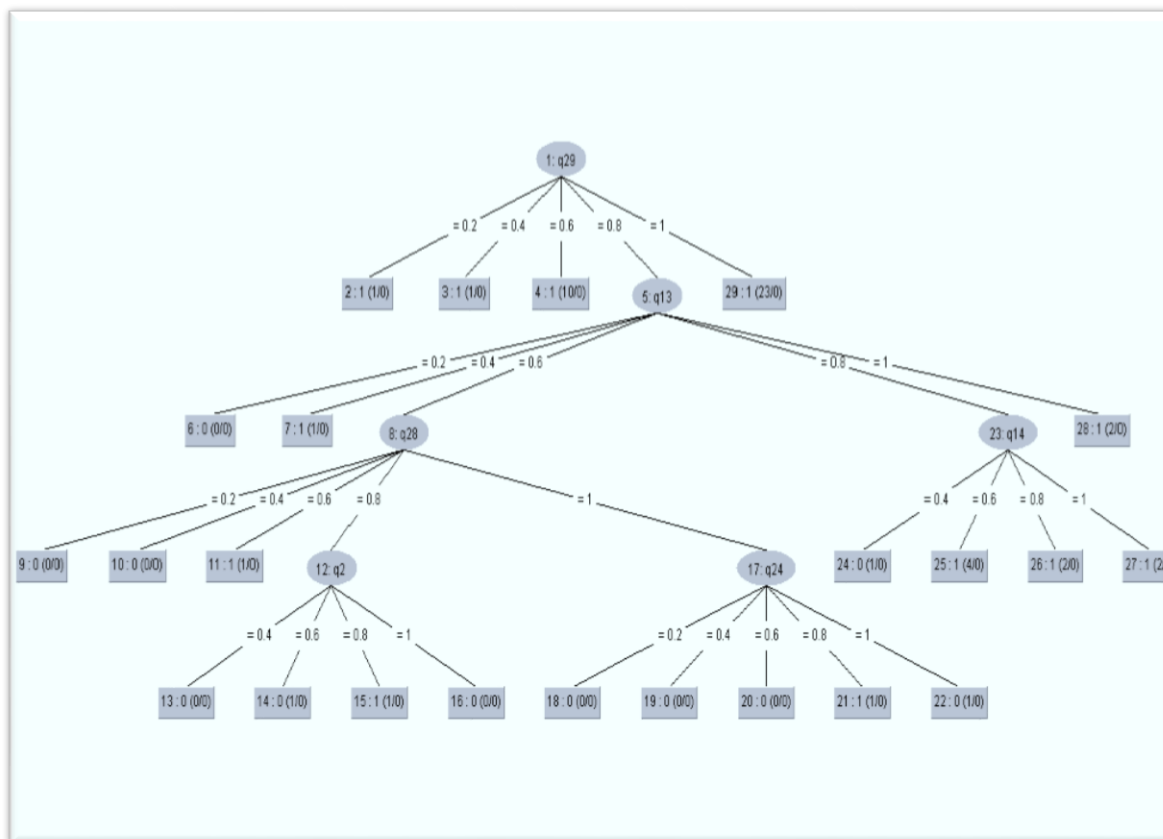 1: q29
= 0.2 = 0.4 = 0.6 = 0.8 = 1
2 : 1 (1/0) 3 : 1 (1/0) 4 : 1 (10/0) 5: q13 29 : 1 (23/0)
= 0.2 = 0.4 = 0.6 = 0.8 = 1
6 : 0 (0/0) 7 : 1 (1/0) 8: q28 23: q14 28 : 1 (2/0)
= 0.2 = 0.4 = 0.6 = 0.8 = 1 = 0.4 = 0.6 = 0.8 = 1
9 : 0 (0/0) 10 : 0 (0/0) 11 : 1 (1/0) 12: q2 17: q24 24 : 0 (1/0) 25 : 1 (4/0) 26 : 1 (2/0) 27 : 1 (2/
= 0.4 = 0.6 = 0.8 = 1 = 0.2 = 0.4 = 0.6 = 0.8 = 1
13 : 0 (0/0) 14 : 0 (1/0) 15 : 1 (1/0) 16 : 0 (0/0) 18 : 0 (0/0) 19 : 0 (0/0) 20 : 0 (0/0) 21 : 1 (1/0) 22 : 0 (1/0)